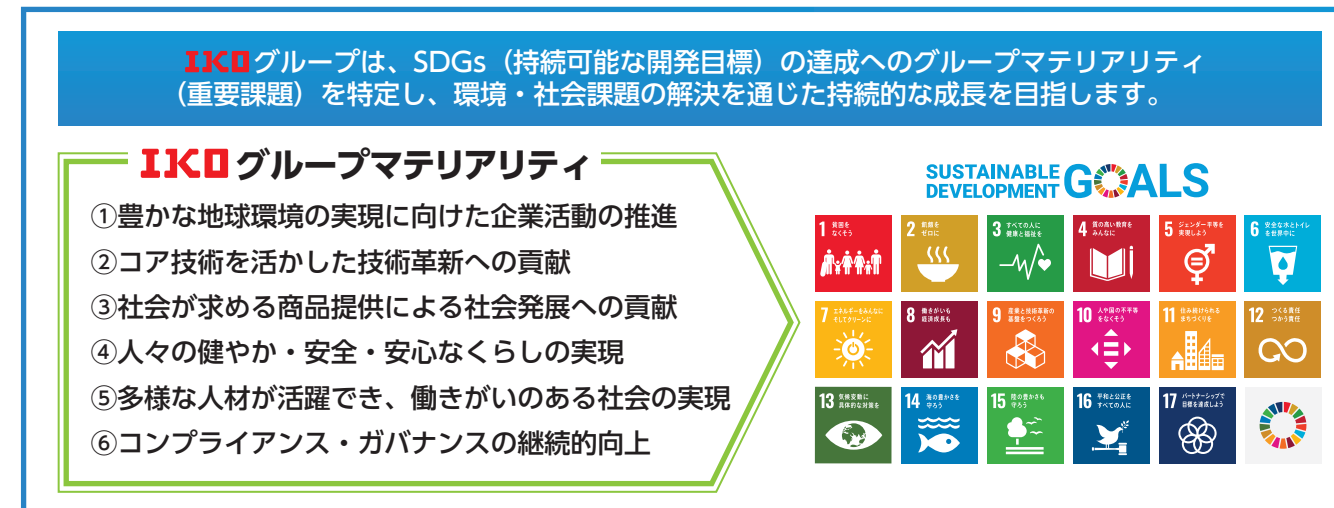 IKOグループは、SDGs（持続可能な開発目標）の達成へのグループマテリアリティ
（重要課題）を特定し、環境・社会課題の解決を通じた持続的な成長を目指します。
IKOグループマテリアリティ
①豊かな地球環境の実現に向けた企業活動の推進
②コア技術を活かした技術革新への貢献
③社会が求める商品提供による社会発展への貢献
④人々の健やか・安全・安心なくらしの実現
⑤多様な人材が活躍でき、働きがいのある社会の実現
⑥コンプライアンス・ガバナンスの継続的向上
SUSTAINABLE
DEVELOPMENT GOALS
1 貧困を
なくそう
2 飢餓を
ゼロに
3 すべての人に
健康と福祉を
4 質の高い教育を
みんなに
5 ジェンダー平等を
実現しよう
6 安全な水とトイレ
を世界中に
7 エネルギーをみんなに
そしてクリーンに
8 働きがいも
経済成長も
9 産業と技術革新の
基盤をつくろう
10 人や国の不平等
をなくそう
11 住み続けられる
まちづくりを
12 つくる責任
つかう責任
13 気候変動に
具体的な対策を
14 海の豊かさを
守ろう
15 陸の豊かさも
守ろう
16 平和と公正を
すべての人に
17 パートナーシップで
目標を達成しよう